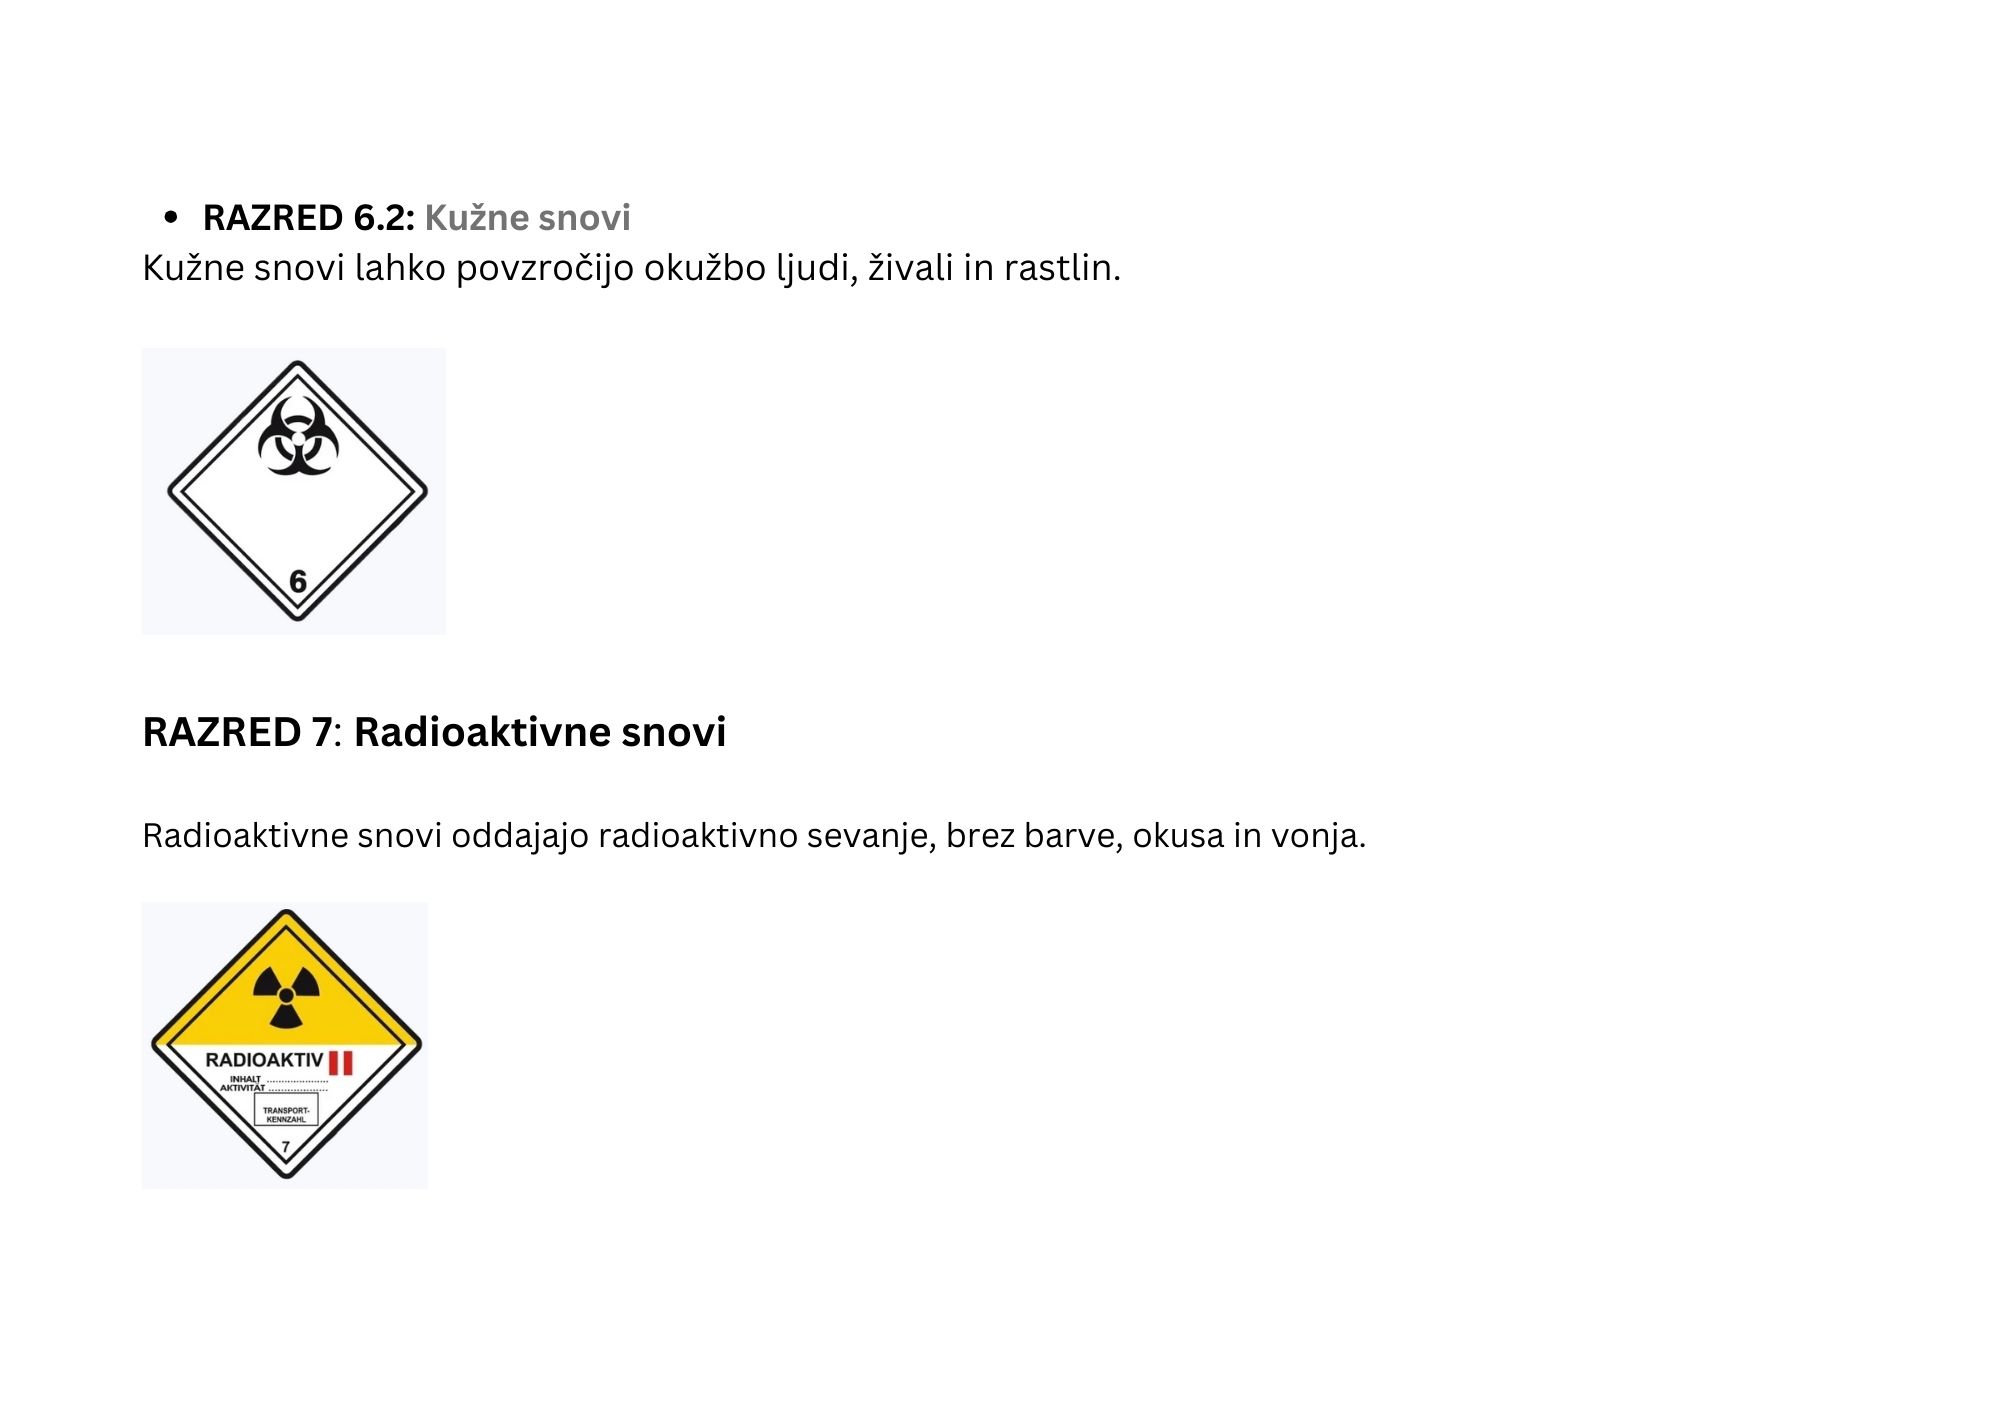 • RAZRED 6.2: Kužne snovi
Kužne snovi lahko povzročijo okužbo ljudi, živali in rastlin.
6
RAZRED 7: Radioaktivne snovi
Radioaktivne snovi oddajajo radioaktivno sevanje, brez barve, okusa in vonja.
RADIOAKTIV II
INHALT ....................
AKTIVITÄT ....................
TRANSPORT-
KENNZAHL
7